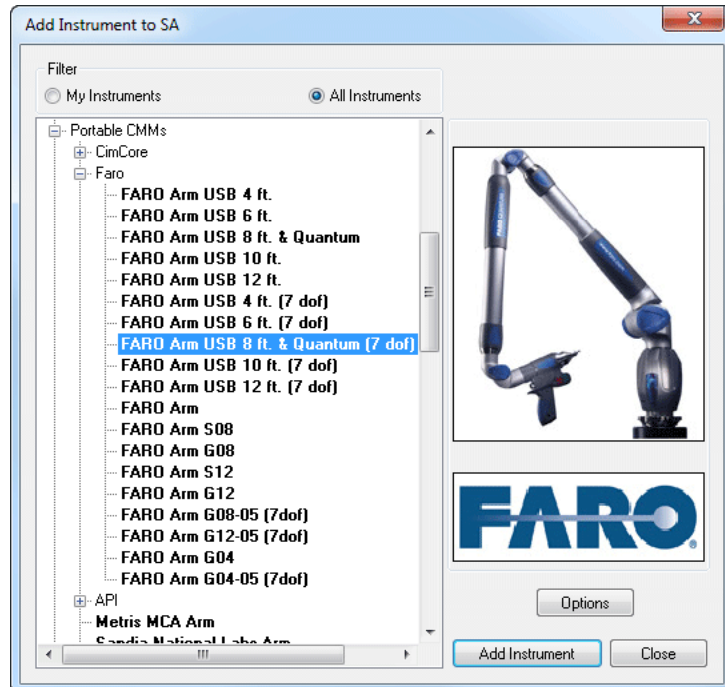 Add Instrument to SA
Filter
My Instruments
All Instruments
Portable CMMs
CimCore
Faro
FARO Arm USB 4 ft.
FARO Arm USB 6 ft.
FARO Arm USB 8 ft. & Quantum
FARO Arm USB 10 ft.
FARO Arm USB 12 ft.
FARO Arm USB 4 ft. (7 dof)
FARO Arm USB 6 ft. (7 dof)
FARO Arm USB 8 ft. & Quantum (7 dof)
FARO Arm USB 10 ft. (7 dof)
FARO Arm USB 12 ft. (7 dof)
FARO Arm
FARO Arm S08
FARO Arm G08
FARO Arm S12
FARO Arm G12
FARO Arm G08-05 (7dof)
FARO Arm G12-05 (7dof)
FARO Arm G04
FARO Arm G04-05 (7dof)
API
Metris MCA Arm
Sandia National Labs Arm
FARO
Options
Add Instrument
Close